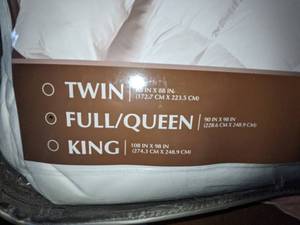 TWIN
68 IN X 88 IN
(172.7 CM X 223.5 CM)
FULL/QUEEN
90 IN X 98 IN
(228.6 CM X 248.9 CM)
KING
108 IN X 98 IN
(274.3 CM X 248.9 CM)